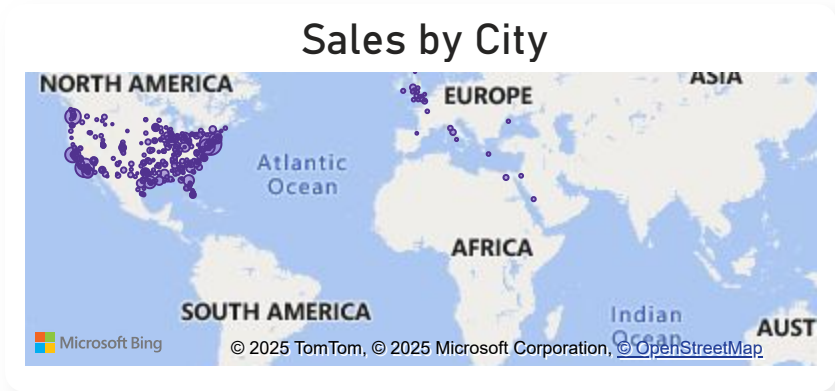 Sales by City
NORTH AMERICA
ASIA
EUROPE
Atlantic
Ocean
AFRICA
SOUTH AMERICA
Indian
Ocean
AUST
Microsoft Bing
© 2025 TomTom, © 2025 Microsoft Corporation, © OpenStreetMap